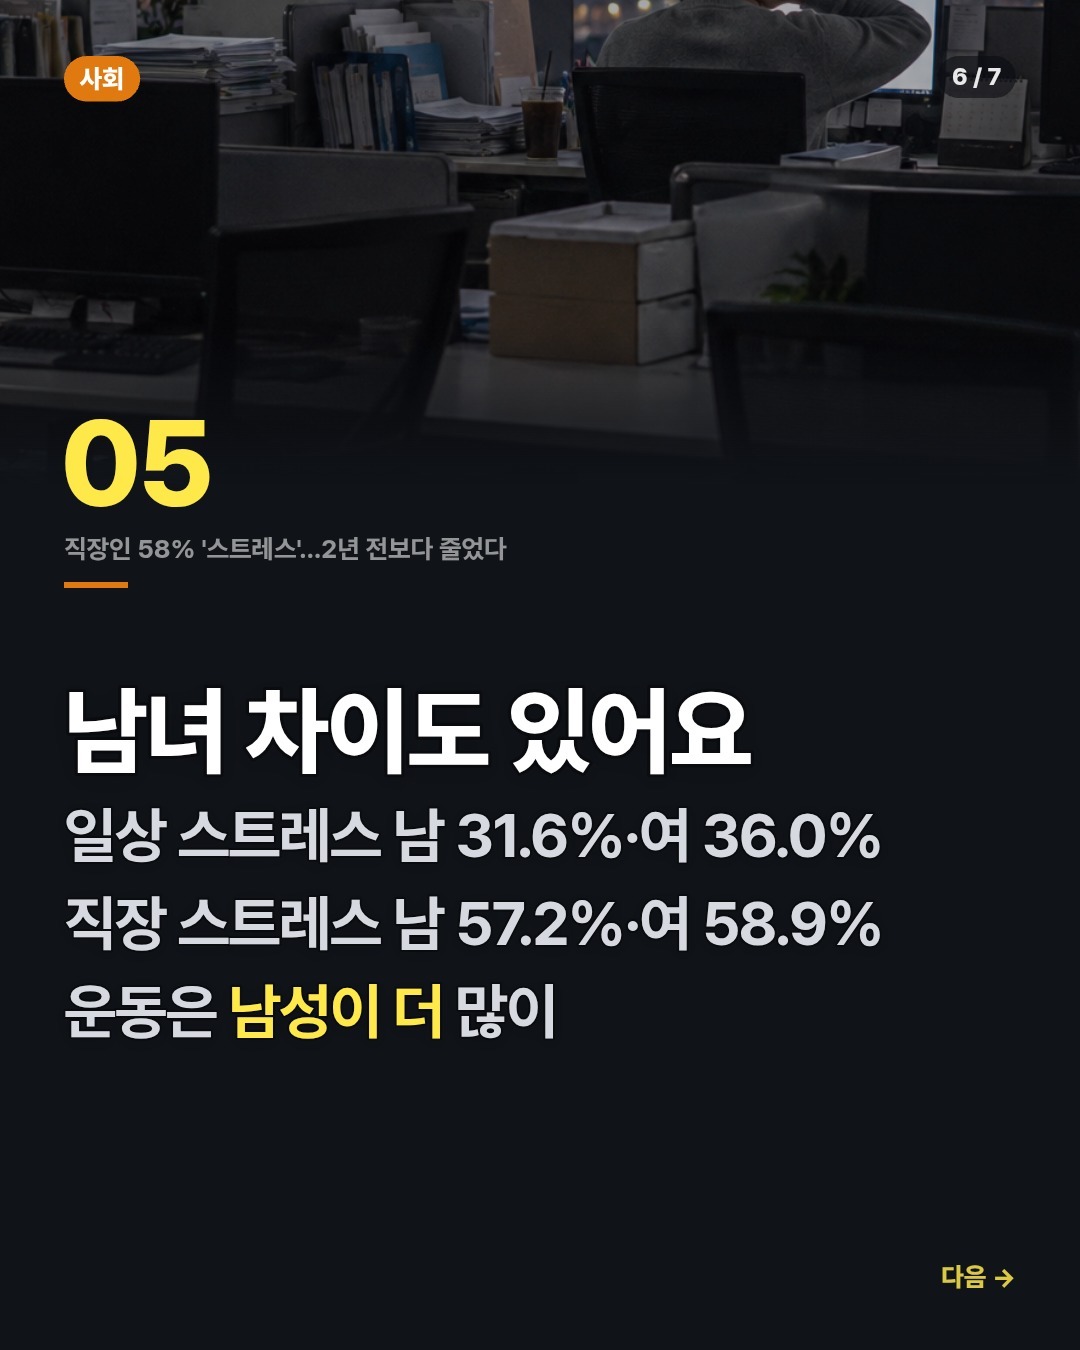 사회
6 / 7
05
직장인 58% '스트레스'...2년 전보다 줄었다
남녀 차이도 있어요
일상 스트레스 남 31.6%·여 36.0%
직장 스트레스 남 57.2%·여 58.9%
운동은 남성이 더 많이
다음 →